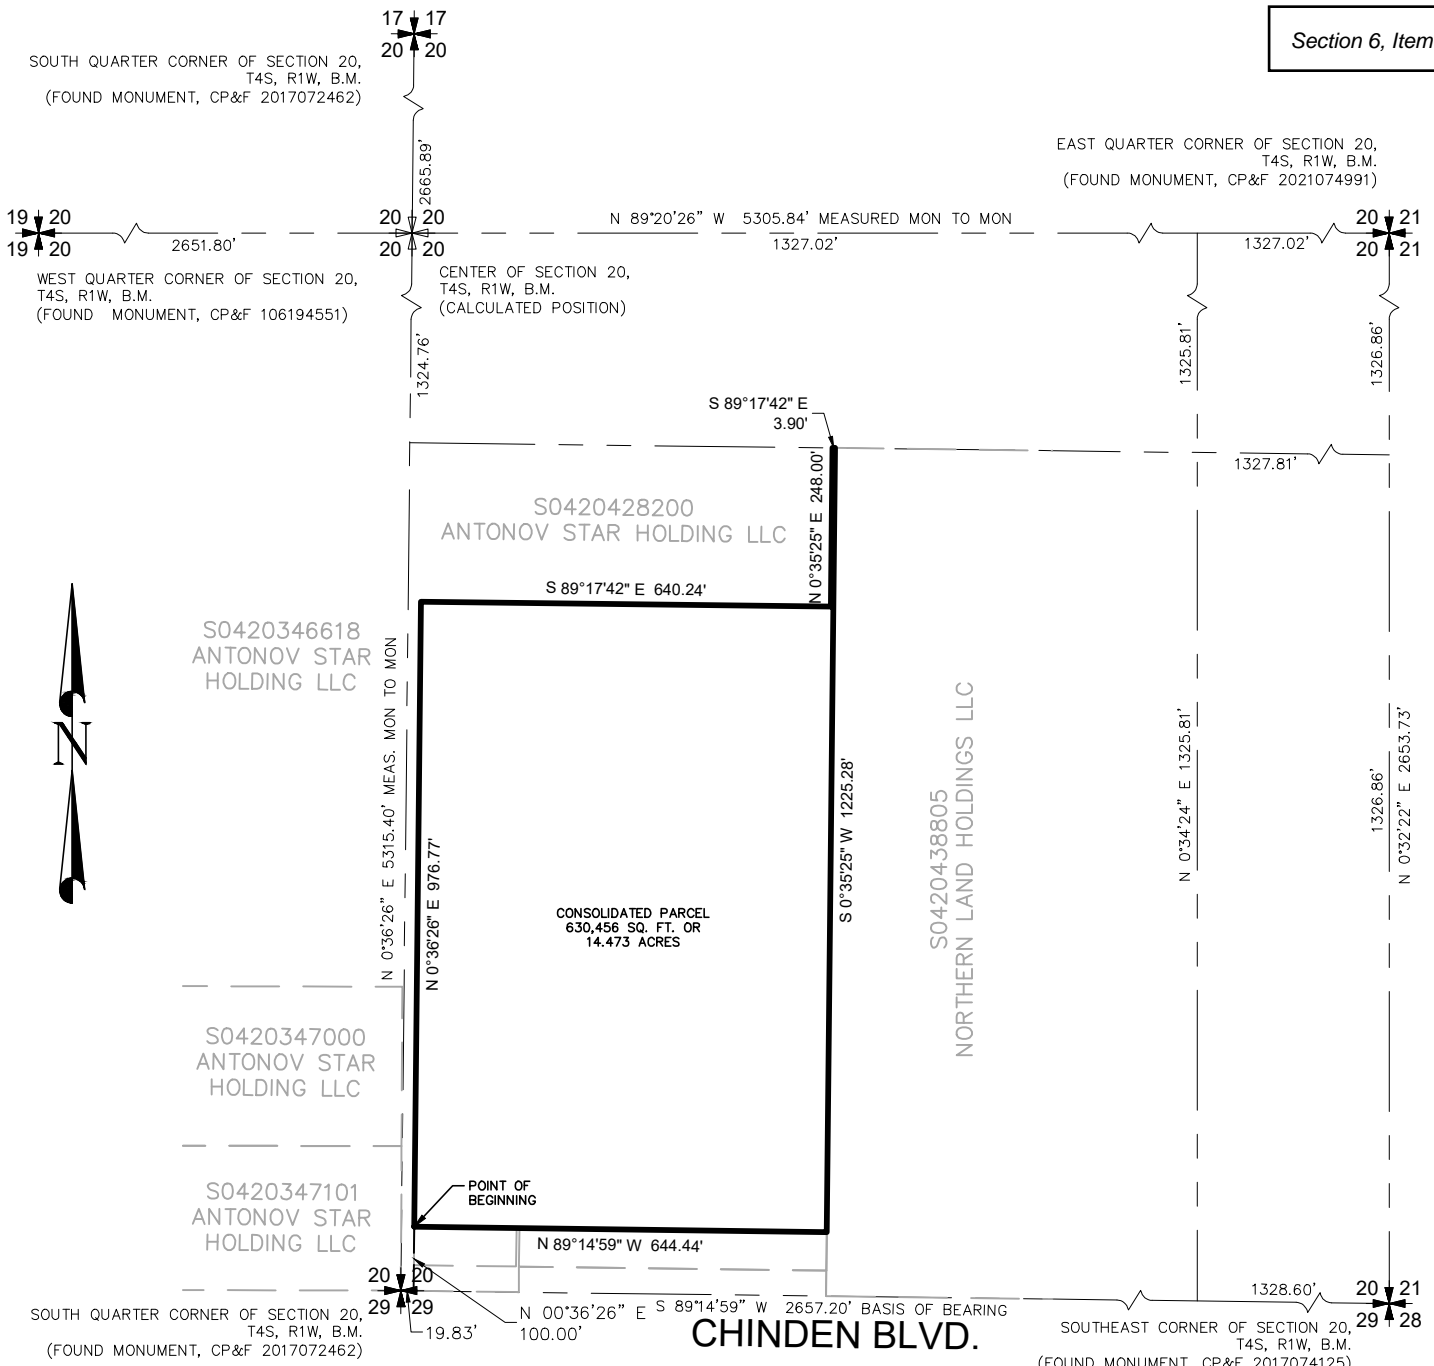 Section 6, Item
17 17
20 20
SOUTH QUARTER CORNER OF SECTION 20,
T4S, R1W, B.M.
(FOUND MONUMENT, CP&F 2017072462)
2665.89'
EAST QUARTER CORNER OF SECTION 20,
T4S, R1W, B.M.
(FOUND MONUMENT, CP&F 2021074991)
19 20
19 20
2651.80'
20 20
20 20
N 89°20'26" W 5305.84' MEASURED MON TO MON
1327.02'
1327.02'
20 21
20 21
WEST QUARTER CORNER OF SECTION 20,
T4S, R1W, B.M.
(FOUND MONUMENT, CP&F 106194551)
CENTER OF SECTION 20,
T4S, R1W, B.M.
(CALCULATED POSITION)
1324.76'
1325.81'
1326.86'
S 89°17'42" E
3.90'
N 0°35'25" E 248.00'
1327.81'
S0420428200
ANTONOV STAR HOLDING LLC
S 89°17'42" E 640.24'
S0420346618
ANTONOV STAR
HOLDING LLC
N
N 0°36'26" E 5315.40' MEAS. MON TO MON
N 0°36'26" E 976.77'
CONSOLIDATED PARCEL
630,456 SQ. FT. OR
14.473 ACRES
S 0°35'25" W 1225.28'
S0420438805
NORTHERN LAND HOLDINGS LLC
N 0°34'24" E 1325.81'
1326.86'
N 0°32'22" E 2653.73'
S0420347000
ANTONOV STAR
HOLDING LLC
S0420347101
ANTONOV STAR
HOLDING LLC
POINT OF
BEGINNING
N 89°14'59" W 644.44'
20 20
29 29
SOUTH QUARTER CORNER OF SECTION 20,
T4S, R1W, B.M.
(FOUND MONUMENT, CP&F 2017072462)
19.83'
N 00°36'26" E
100.00'
S 89°14'59" W 2657.20' BASIS OF BEARING
CHINDEN BLVD.
1328.60'
20 21
29 28
SOUTHEAST CORNER OF SECTION 20,
T4S, R1W, B.M.
(FOUND MONUMENT, CP&F 2017074125)